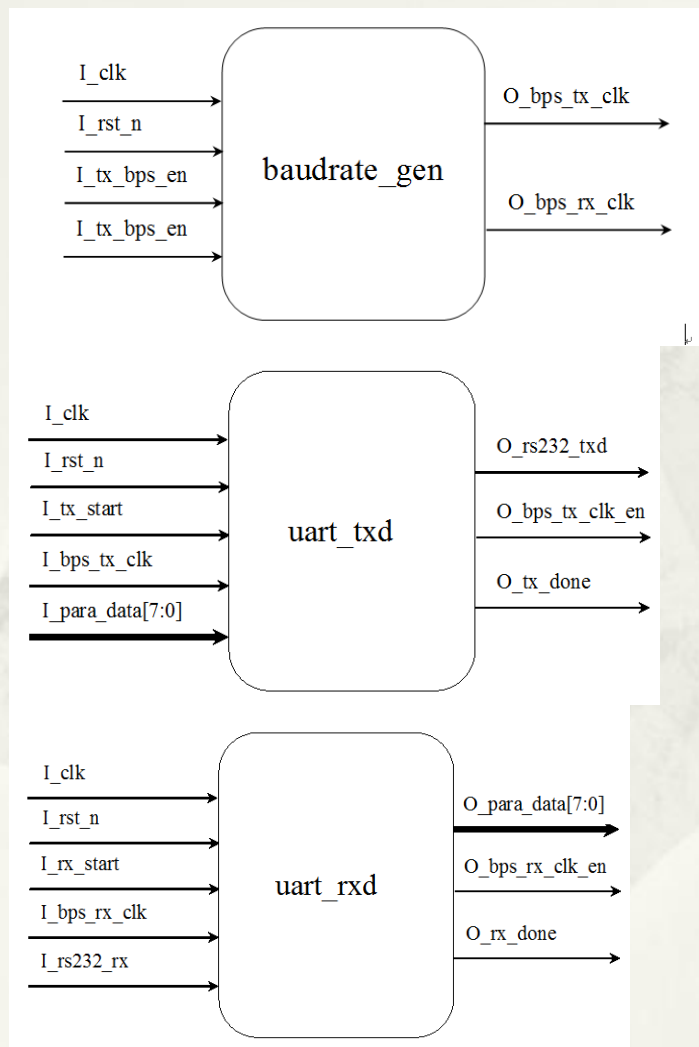 I_clk
I_rst_n
I_tx_bps_en
I_tx_bps_en
baudrate_gen
O_bps_tx_clk
O_bps_rx_clk
I_clk
I_rst_n
I_tx_start
I_bps_tx_clk
I_para_data[7:0]
uart_txd
O_rs232_txd
O_bps_tx_clk_en
O_tx_done
I_clk
I_rst_n
I_rx_start
I_bps_rx_clk
I_rs232_rx
uart_rxd
O_para_data[7:0]
O_bps_rx_clk_en
O_rx_done